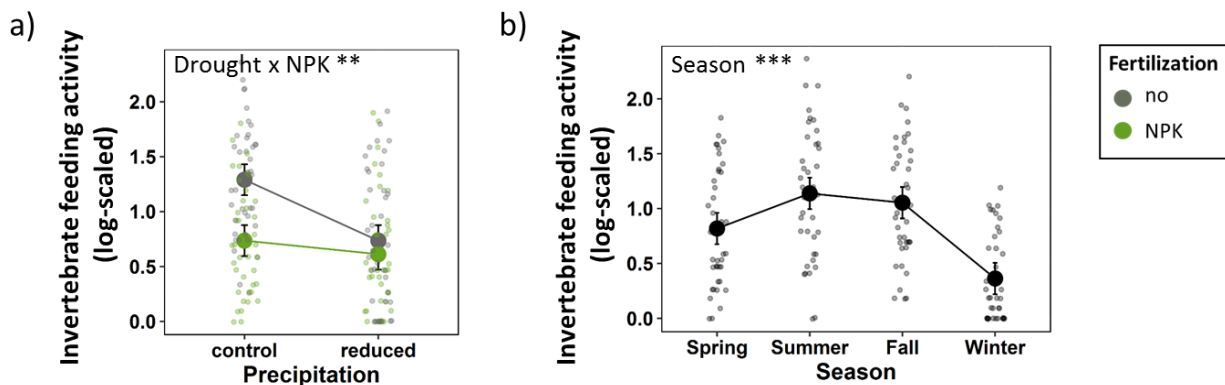 a)
Invertebrate feeding activity
(log-scaled)
Drought x NPK **
2.0
1.5
1.0
0.5
0.0
control
reduced
Precipitation
b)
Invertebrate feeding activity
(log-scaled)
Season ***
2.0
1.5
1.0
0.5
0.0
Spring
Summer
Fall
Winter
Season
Fertilization
no
NPK